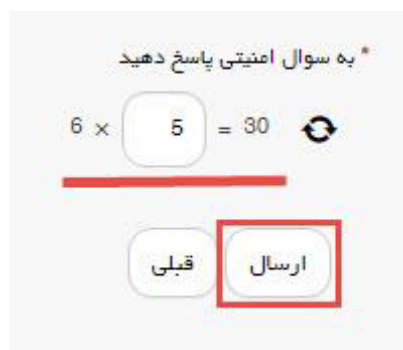 * به سوال امنیتی پاسخ دهید
6 × 5 = 30
ارسال قبلی